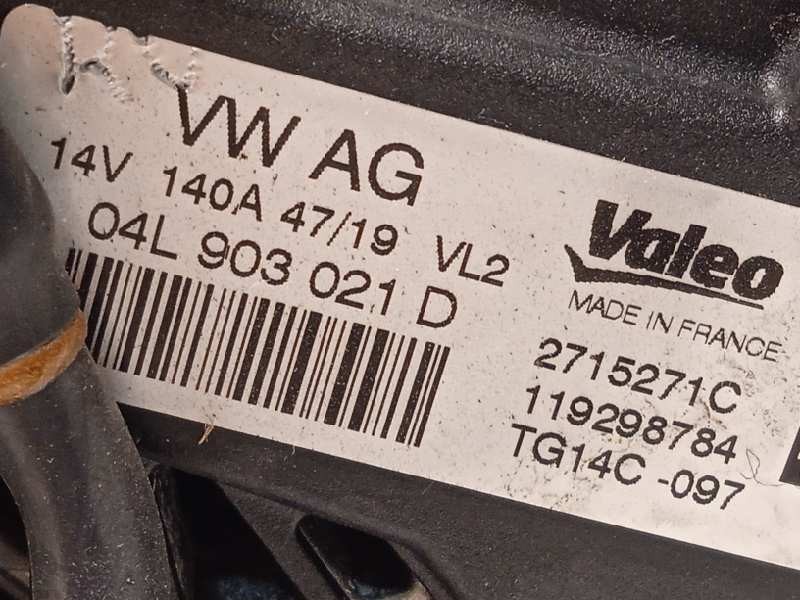 VW AG
14V 140A 47/19 VL2
04L 903 021 D
Valeo
MADE IN FRANCE
2715271C
119298784
TG14C -097